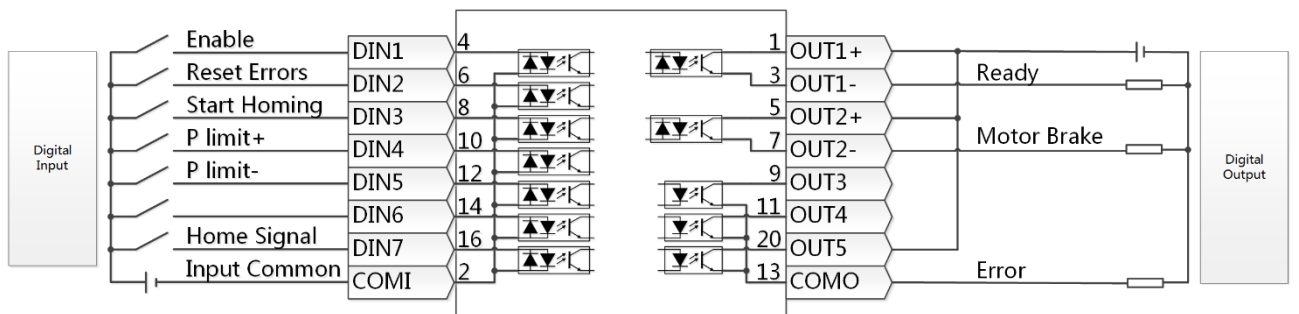 Digital
Input
Enable
DIN1
4
Reset Errors
DIN2
6
Start Homing
DIN3
8
P limit+
DIN4
10
P limit-
DIN5
12
DIN6
14
Home Signal
DIN7
16
Input Common
COMI
2
1
OUT1+
3
OUT1-
Ready
5
OUT2+
7
OUT2-
Motor Brake
9
OUT3
11
OUT4
20
OUT5
13
COMO
Error
Digital
Output